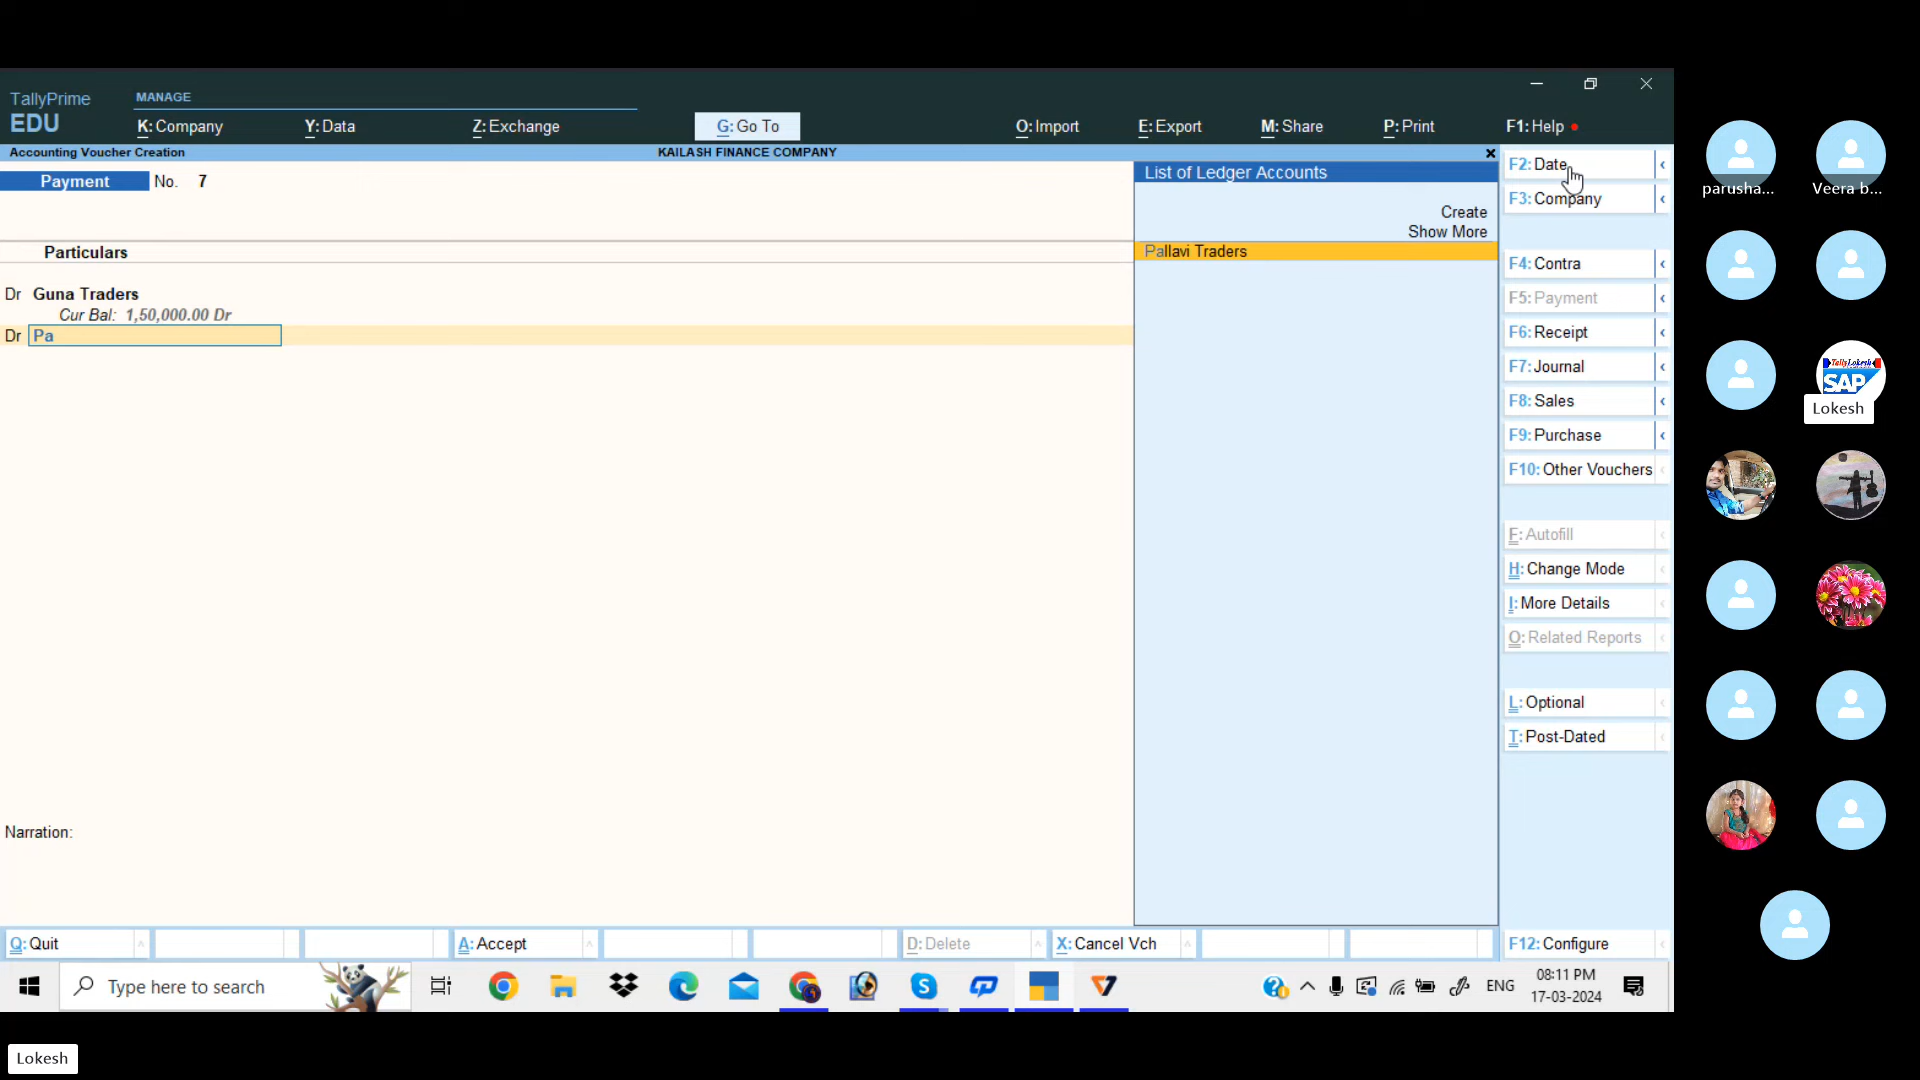 TallyPrime
EDU
MANAGE
K: Company
Y: Data
Z: Exchange
G: Go To
O: Import
E: Export
M: Share
P: Print
F1: Help
Accounting Voucher Creation
KAILASH FINANCE COMPANY
Payment No. 7
Particulars
Dr Guna Traders
Cur Bal: 1,50,000.00 Dr
Dr Pa
Narration:
List of Ledger Accounts
Create
Show More
Pallavi Traders
F2: Date
F3: Company
F4: Contra
F5: Payment
F6: Receipt
F7: Journal
F8: Sales
F9: Purchase
F10: Other Vouchers
F: Autofill
H: Change Mode
I: More Details
O: Related Reports
L: Optional
T: Post-Dated
F12: Configure
Q: Quit
A: Accept
D: Delete
X: Cancel Vch
Type here to search
ENG
08:11 PM
17-03-2024
parusha...
Veera b...
TallyLokesh
SAP
Lokesh
Lokesh